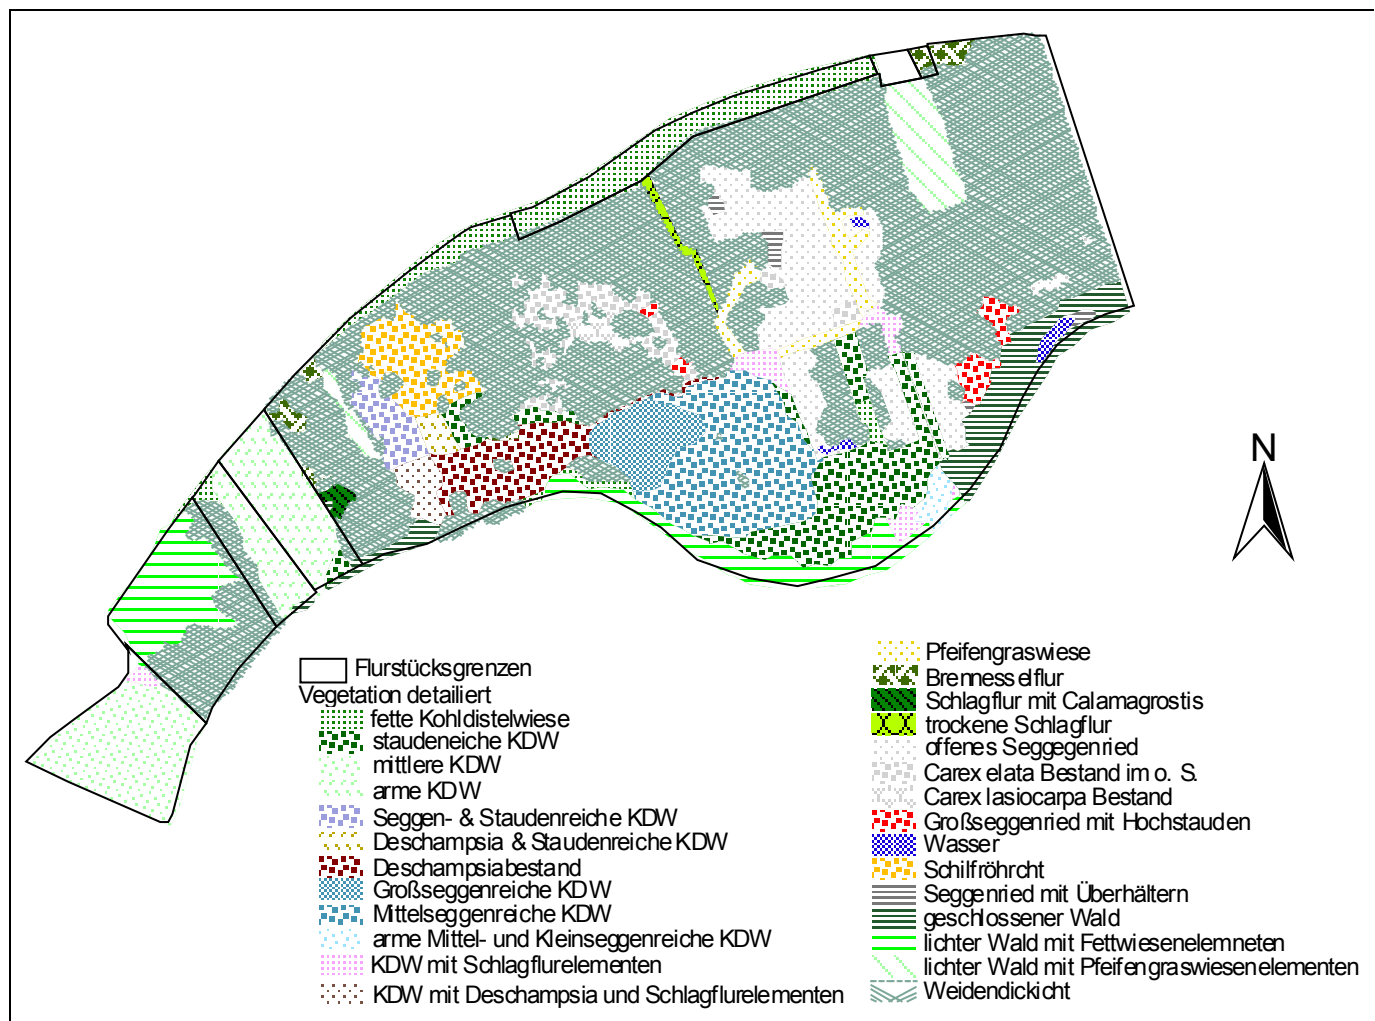 N
Flurstücksgrenzen
Vegetation detailiert
fette Kohldistelwiese
staudeneiche KDW
mittlere KDW
arme KDW
Seggen- & Staudenreiche KDW
Deschampsia & Staudenreiche KDW
Deschampsiabestand
Großseggenreiche KDW
Mittelseggenreiche KDW
arme Mittel- und Kleinseggenreiche KDW
KDW mit Schlagflurelementen
KDW mit Deschampsia und Schlagflurelementen
Pfeifengraswiese
Brennesselflur
Schlagflur mit Calamagrostis
trockene Schlagflur
offenes Seggegenried
Carex elata Bestand im o. S.
Carex lasiocarpa Bestand
Großseggenried mit Hochstauden
Wasser
Schilfröhrcht
Seggenried mit Überhältern
geschlossener Wald
lichter Wald mit Fettwiesenelemneten
lichter Wald mit Pfeifengraswiesenelementen
Weidendickicht